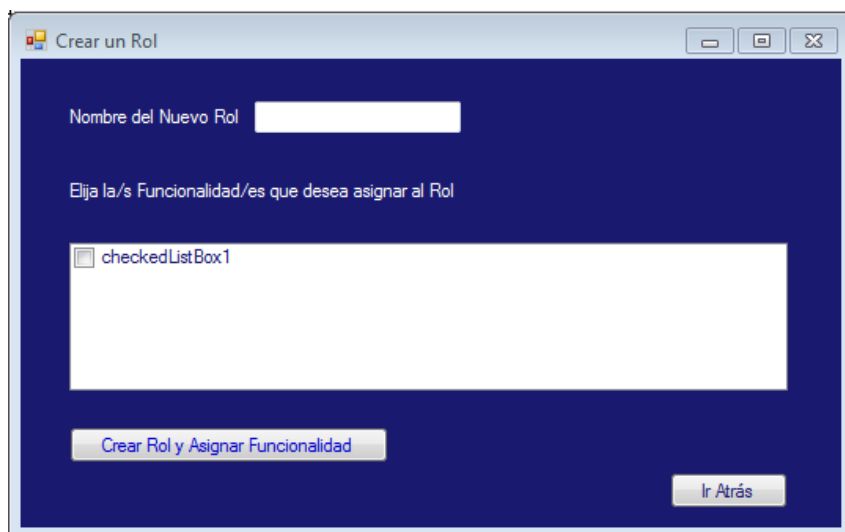 Crear un Rol
Nombre del Nuevo Rol
Elija la/s Funcionalidad/es que desea asignar al Rol
checkedListBox1
Crear Rol y Asignar Funcionalidad
Ir Atrás